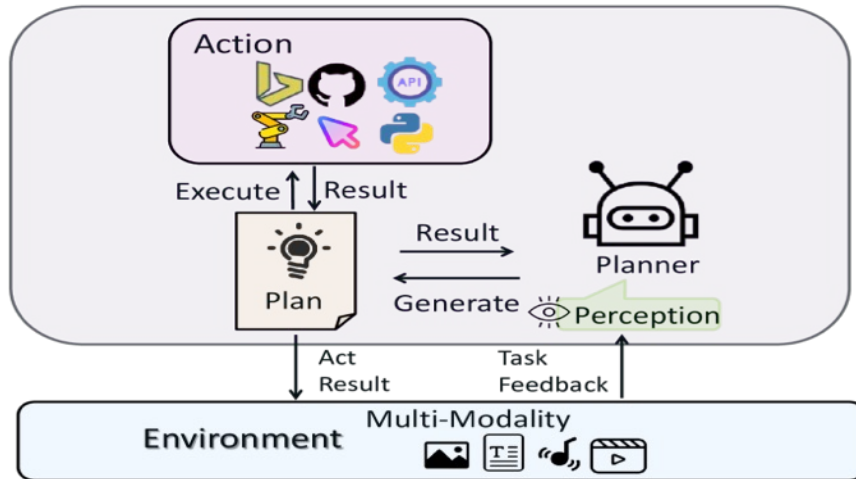 Action
API
Execute
Result
Plan
Result
Generate
Planner
Perception
Act
Result
Task
Feedback
Multi-Modality
Environment
T